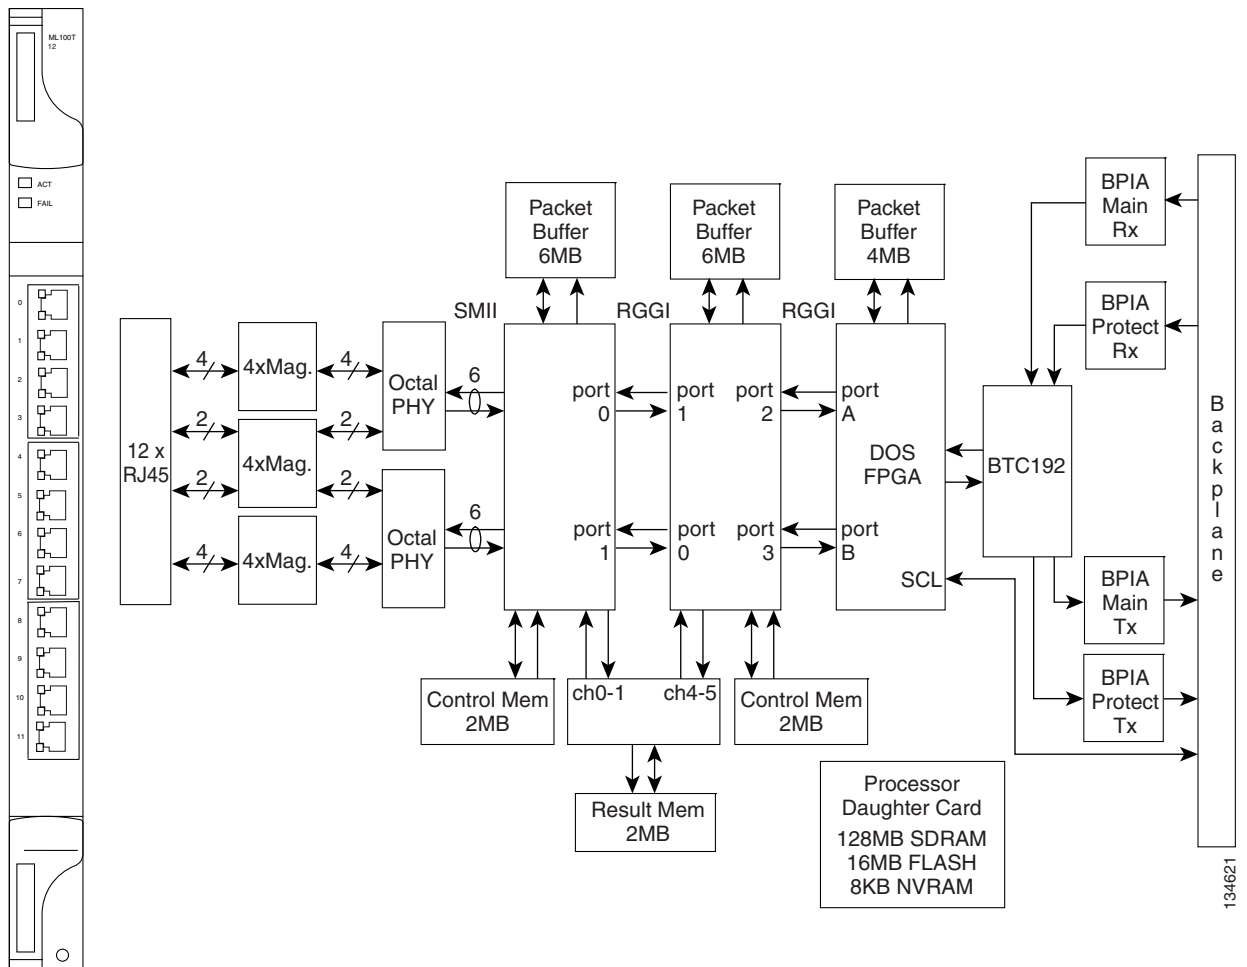 ML100T
12
ACT
FAIL
0
1
2
3
4
5
6
7
8
9
10
11
12 x
RJ45
4
2
2
4
4xMag.
4xMag.
4xMag.
4
2
2
4
Octal
PHY
Octal
PHY
6
6
SMII
Packet
Buffer
6MB
port
0
port
1
RGGI
Packet
Buffer
6MB
port
1
port
0
port
2
port
3
RGGI
Packet
Buffer
4MB
port
A
DOS
FPGA
port
B
SCL
BTC192
BPIA
Main
Rx
BPIA
Protect
Rx
BPIA
Main
Tx
BPIA
Protect
Tx
Backplane
Control Mem
2MB
ch0-1
ch4-5
Control Mem
2MB
Result Mem
2MB
Processor
Daughter Card
128MB SDRAM
16MB FLASH
8KB NVRAM
134621